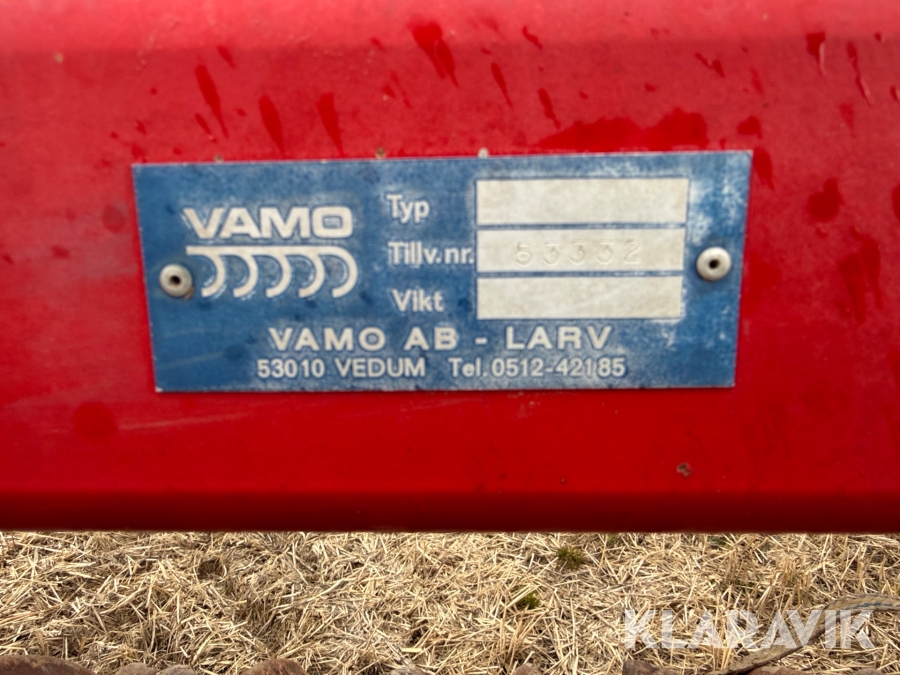 VAMO
Typ
Tillv.nr. 53332
Vikt
VAMO AB - LARV
53010 VEDUM Tel.0512-42185
KLARAVIK